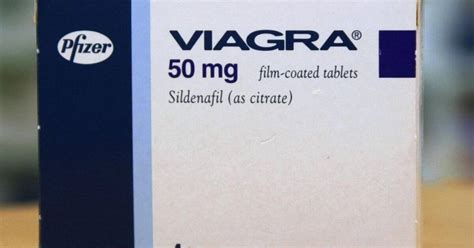 Pfizer
VIAGRA®
50 mg film-coated tablets
Sildenafil (as citrate)